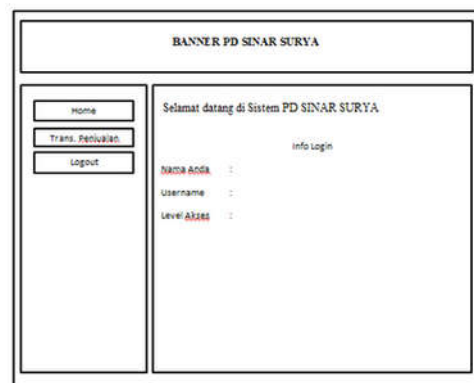 BANNER PD SINAR SURYA
Home
Trans. Penjualan
Logout
Selamat datang di Sistem PD SINAR SURYA
Info Login
Nama Anda :
Username :
Level Akses :